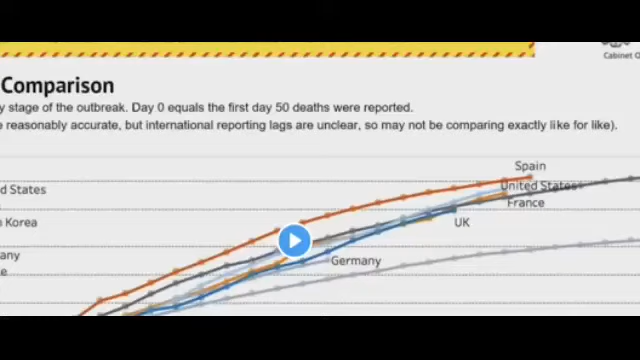 Cabinet O
Comparison
y stage of the outbreak. Day 0 equals the first day 50 deaths were reported.
e reasonably accurate, but international reporting lags are unclear, so may not be comparing exactly like for like).
Spain
d States
United States
France
Korea
UK
any
Germany